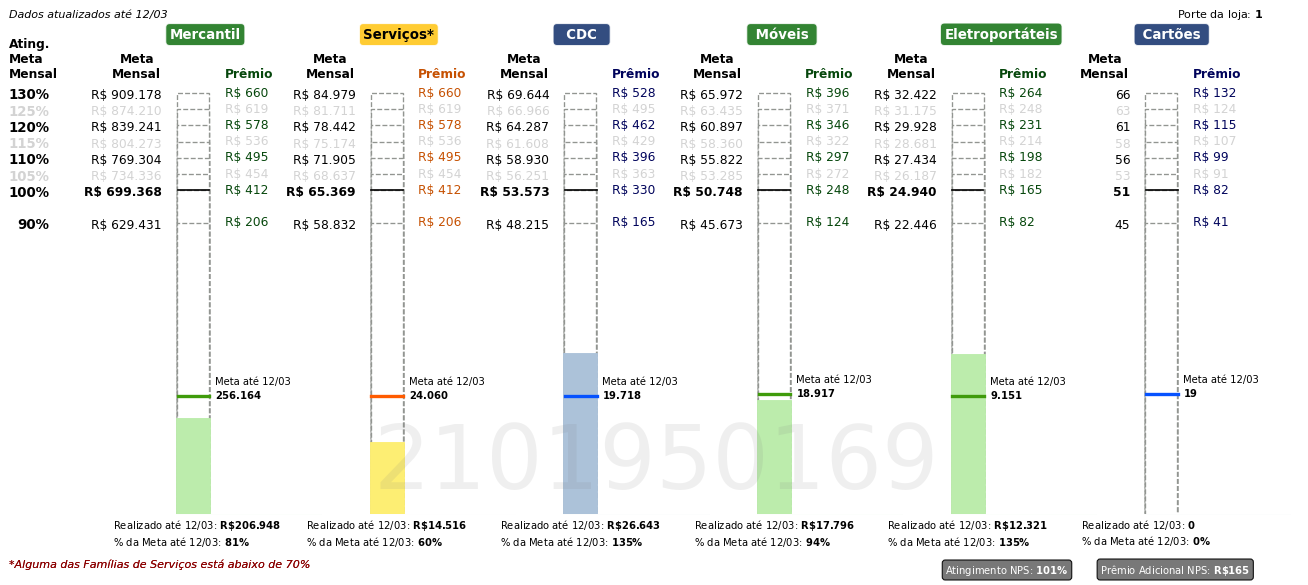 Dados atualizados até 12/03
Porte da loja: 1
Mercantil Serviços* CDC Móveis Eletroportáteis Cartões
Ating.
Meta Meta Meta Meta Meta Meta Meta
Mensal Mensal Prêmio Mensal Prêmio Mensal Prêmio Mensal Prêmio Mensal Prêmio Mensal Prêmio
130% R$ 909.178 R$ 660 R$ 84.979 R$ 660 R$ 69.644 R$ 528 R$ 65.972 R$ 396 R$ 32.422 R$ 264 66 R$ 132
125% R$ 874.210 R$ 619 R$ 81.711 R$ 619 R$ 66.966 R$ 495 R$ 63.435 R$ 371 R$ 31.175 R$ 248 63 R$ 124
120% R$ 839.241 R$ 578 R$ 78.442 R$ 578 R$ 64.287 R$ 462 R$ 60.897 R$ 346 R$ 29.928 R$ 231 61 R$ 115
115% R$ 804.273 R$ 536 R$ 75.174 R$ 536 R$ 61.608 R$ 429 R$ 58.360 R$ 322 R$ 28.681 R$ 214 58 R$ 107
110% R$ 769.304 R$ 495 R$ 71.905 R$ 495 R$ 58.930 R$ 396 R$ 55.822 R$ 297 R$ 27.434 R$ 198 56 R$ 99
105% R$ 734.336 R$ 454 R$ 68.637 R$ 454 R$ 56.251 R$ 363 R$ 53.285 R$ 272 R$ 26.187 R$ 182 53 R$ 91
100% R$ 699.368 R$ 412 R$ 65.369 R$ 412 R$ 53.573 R$ 330 R$ 50.748 R$ 248 R$ 24.940 R$ 165 51 R$ 82
90% R$ 629.431 R$ 206 R$ 58.832 R$ 206 R$ 48.215 R$ 165 R$ 45.673 R$ 124 R$ 22.446 R$ 82 45 R$ 41
Meta até 12/03 Meta até 12/03 Meta até 12/03 Meta até 12/03 Meta até 12/03 Meta até 12/03
256.164 24.060 19.718 18.917 9.151 19
2101950169
Realizado até 12/03: R$206.948 Realizado até 12/03: R$14.516 Realizado até 12/03: R$26.643 Realizado até 12/03: R$17.796 Realizado até 12/03: R$12.321 Realizado até 12/03: 0
% da Meta até 12/03: 81% % da Meta até 12/03: 60% % da Meta até 12/03: 135% % da Meta até 12/03: 94% % da Meta até 12/03: 135% % da Meta até 12/03: 0%
*Alguma das Famílias de Serviços está abaixo de 70%
Atingimento NPS: 101% Prêmio Adicional NPS: R$165